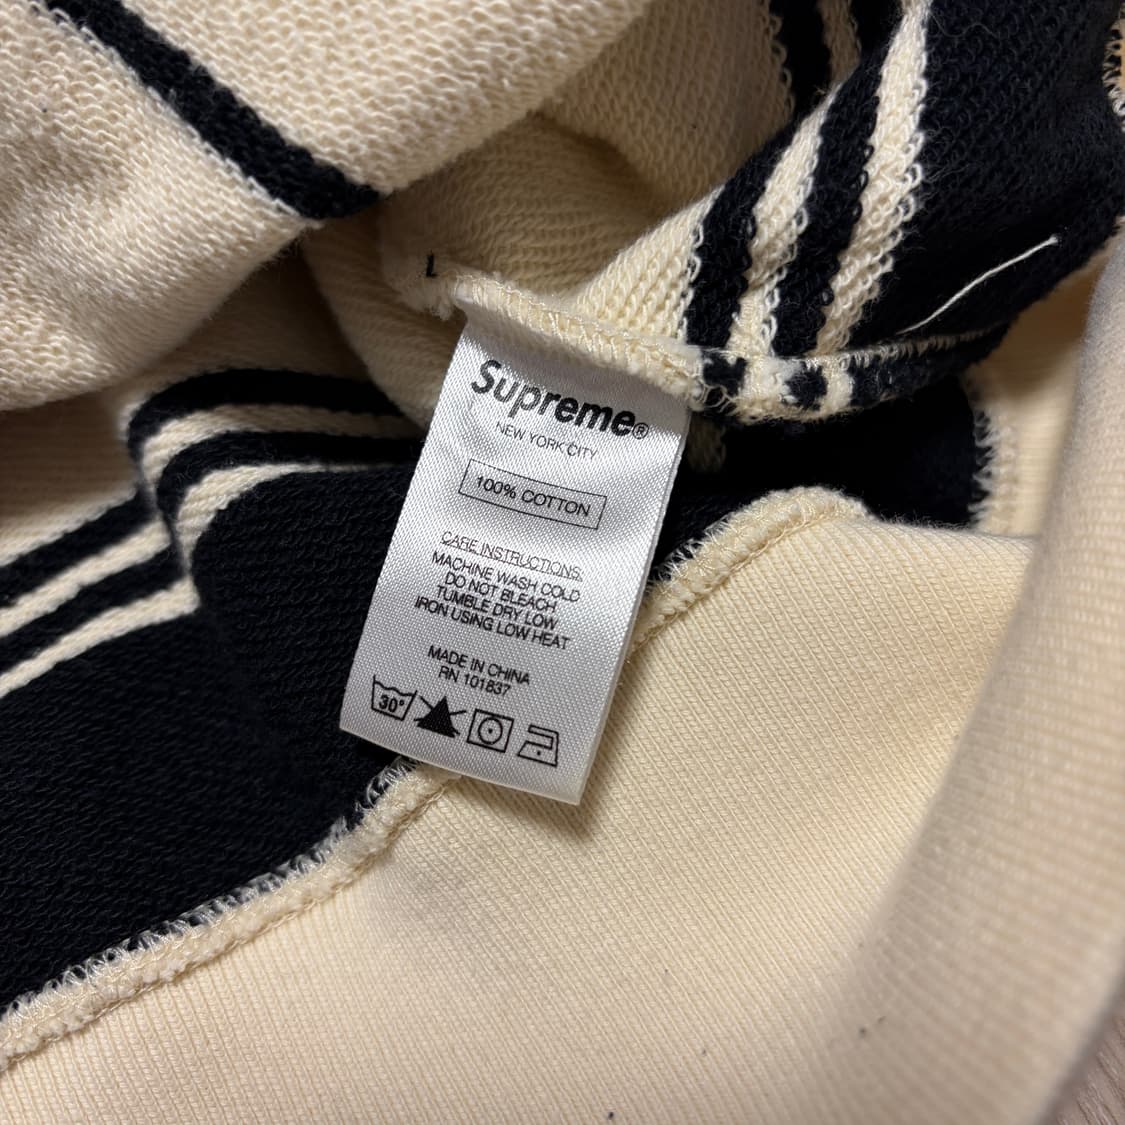 L
Supreme®
NEW YORK CITY
100% COTTON
CARE INSTRUCTIONS:
MACHINE WASH COLD
DO NOT BLEACH
TUMBLE DRY LOW
IRON USING LOW HEAT
MADE IN CHINA
RN 101837
30°